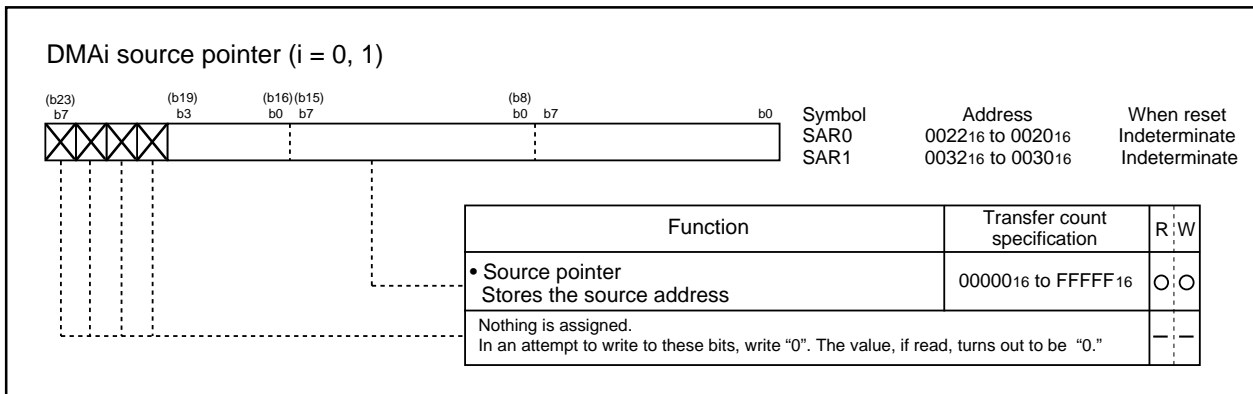 DMAi source pointer (i = 0, 1)
(b23) (b19) (b16)(b15) (b8)
b7 b3 b0 b7 b0 b7 b0
Symbol Address When reset
SAR0 002216 to 002016 Indeterminate
SAR1 003216 to 003016 Indeterminate
Function Transfer count specification R W
• Source pointer
Stores the source address
0000016 to FFFFF16
Nothing is assigned.
In an attempt to write to these bits, write “0”. The value, if read, turns out to be “0.”